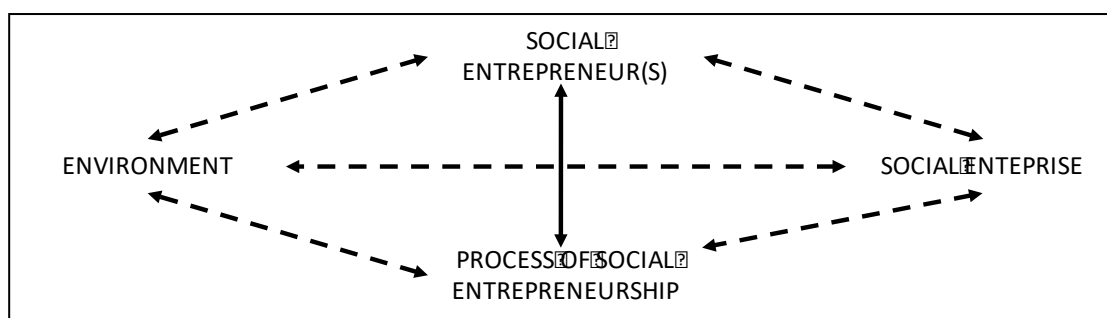 SOCIAL
ENTREPRENEUR(S)
ENVIRONMENT
SOCIAL ENTEPRISE
PROCESS OF SOCIAL
ENTREPRENEURSHIP